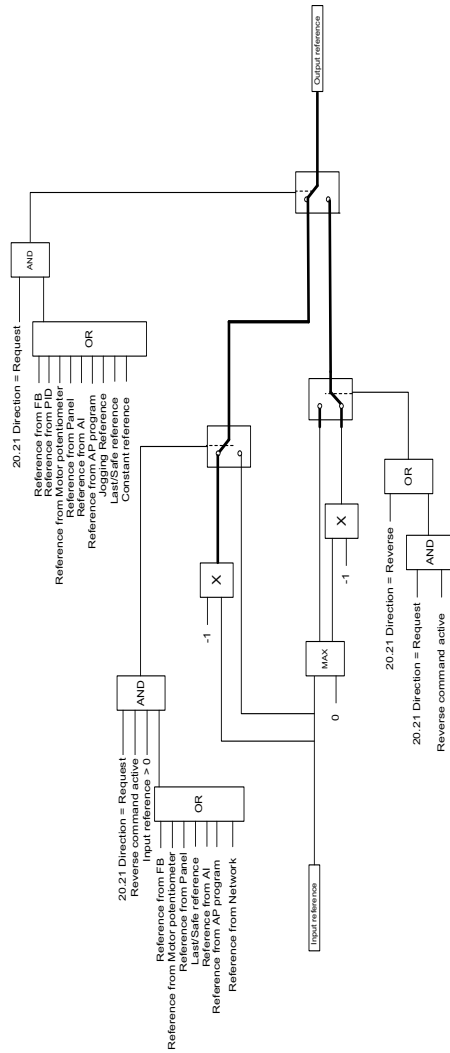 20.21 Direction = Request
Reference from FB
Reference from PID
Reference from Motor potentiometer
Reference from Panel
Reference from AI
Reference from AP program
Jogging Reference
Last/Safe reference
Constant reference
OR
AND
20.21 Direction = Request
Reverse command active
Input reference > 0
Reference from FB
Reference from Motor potentiometer
Reference from Panel
Last/Safe reference
Reference from AI
Reference from AP program
Reference from Network
OR
AND
-1
X
Input reference
0
MAX
-1
X
20.21 Direction = Reverse
20.21 Direction = Request
Reverse command active
AND
OR
Output reference